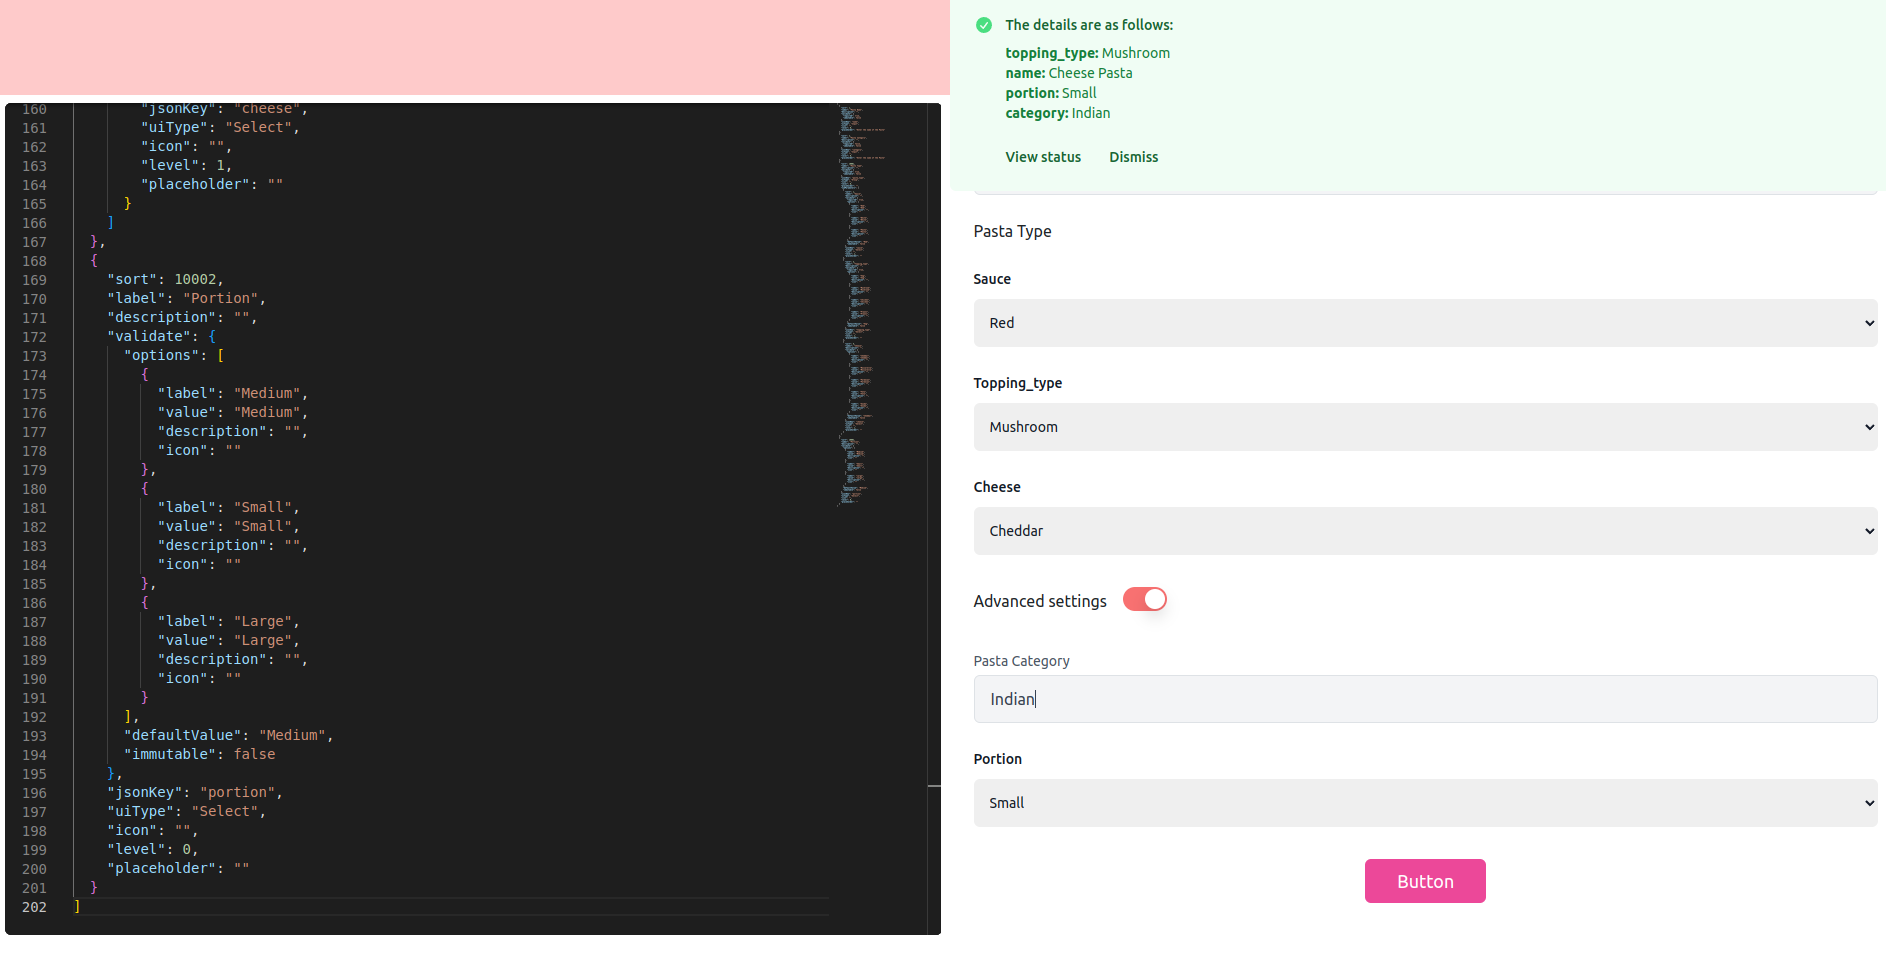 160 "jsonKey": "cheese",
161 "uiType": "Select",
162 "icon": "",
163 "level": 1,
164 "placeholder": ""
165 }
166 ]
167 },
168 {
169 "sort": 10002,
170 "label": "Portion",
171 "description": "",
172 "validate": {
173 "options": [
174 {
175 "label": "Medium",
176 "value": "Medium",
177 "description": "",
178 "icon": ""
179 },
180 {
181 "label": "Small",
182 "value": "Small",
183 "description": "",
184 "icon": ""
185 },
186 {
187 "label": "Large",
188 "value": "Large",
189 "description": "",
190 "icon": ""
191 }
192 ],
193 "defaultValue": "Medium",
194 "immutable": false
195 },
196 "jsonKey": "portion",
197 "uiType": "Select",
198 "icon": "",
199 "level": 0,
200 "placeholder": ""
201 }
202 ]
The details are as follows:
topping_type: Mushroom
name: Cheese Pasta
portion: Small
category: Indian
View status Dismiss
Pasta Type
Sauce
Red
Topping_type
Mushroom
Cheese
Cheddar
Advanced settings
Pasta Category
Indian
Portion
Small
Button